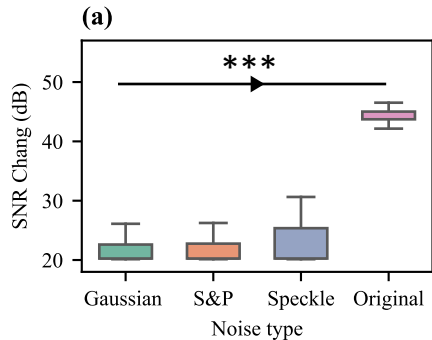 (a)
***
SNR Chang (dB)
50
40
30
20
Gaussian S&P Speckle Original
Noise type